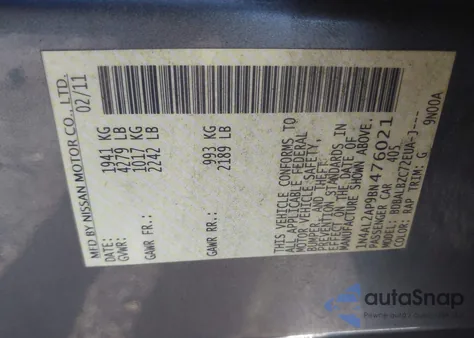 MFD BY NISSAN MOTOR CO., LTD.
02/11
GVWR: 1941 KG
4279 LB
GAWR FR.: 1017 KG
2242 LB
GAWR RR.: 993 KG
2189 LB
THIS VEHICLE CONFORMS TO
ALL APPLICABLE FEDERAL
MOTOR VEHICLE SAFETY,
BUMPER, AND THEFT
PREVENTION STANDARDS IN
EFFECT ON THE DATE OF
MANUFACTURE SHOWN ABOVE.
1N4AL2AP9BN476021
PASSENGER CAR 4DS
MODEL: BDBALB2C72EUA-J---
COLOR: RAP TRIM: G 9N00A
autoSnap